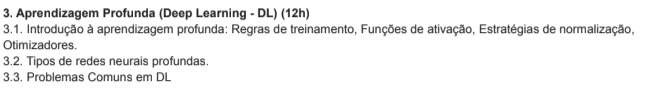 3. Aprendizagem Profunda (Deep Learning - DL) (12h)
3.1. Introdução à aprendizagem profunda: Regras de treinamento, Funções de ativação, Estratégias de normalização,
Otimizadores.
3.2. Tipos de redes neurais profundas.
3.3. Problemas Comuns em DL